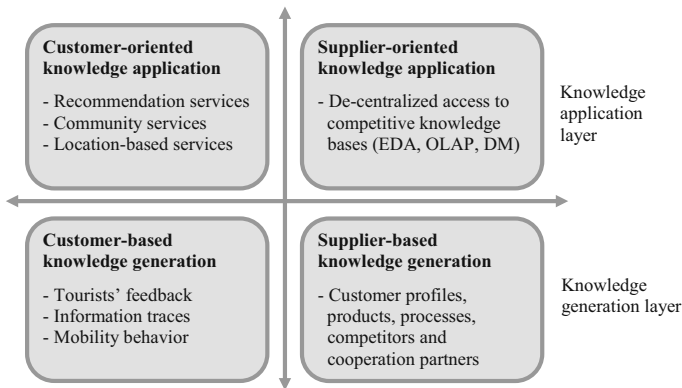 Customer-oriented
knowledge application
- Recommendation services
- Community services
- Location-based services
Supplier-oriented
knowledge application
- De-centralized access to
competitive knowledge
bases (EDA, OLAP, DM)
Knowledge
application
layer
Customer-based
knowledge generation
- Tourists’ feedback
- Information traces
- Mobility behavior
Supplier-based
knowledge generation
- Customer profiles,
products, processes,
competitors and
cooperation partners
Knowledge
generation layer